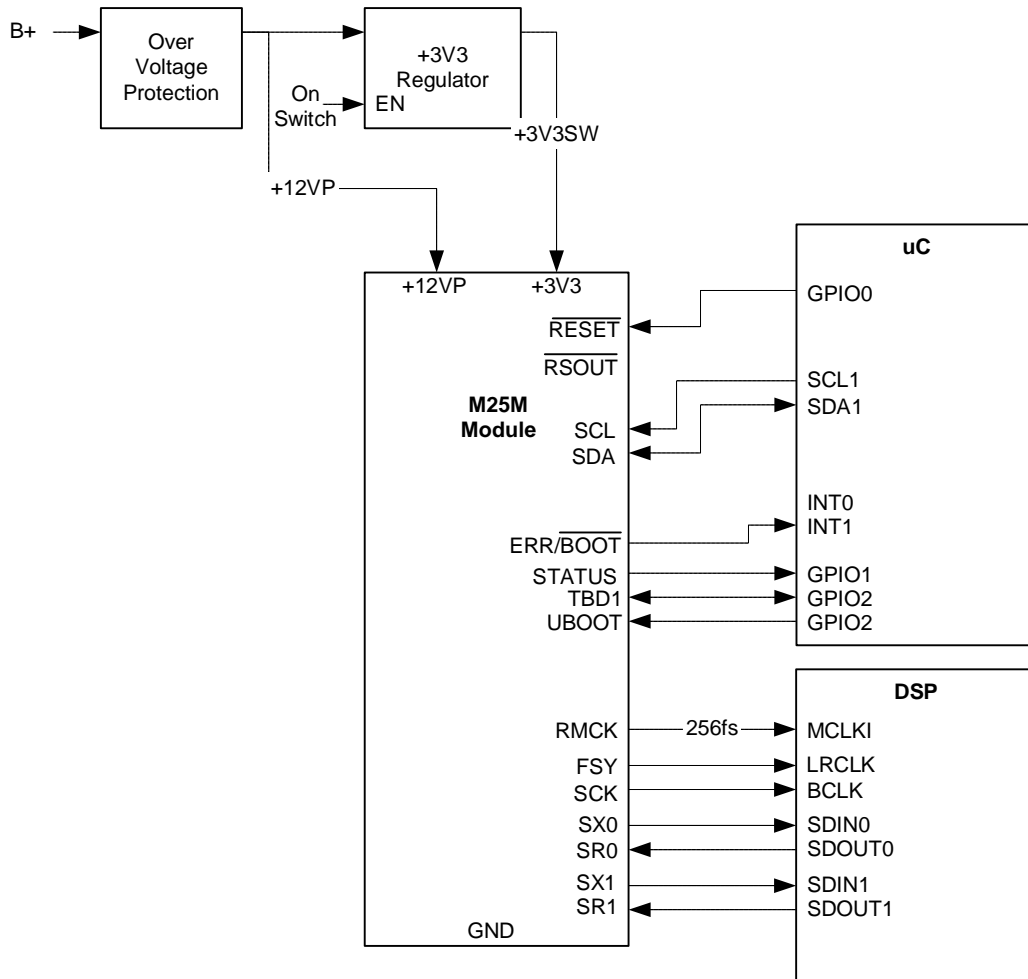 B+
Over
Voltage
Protection
+3V3
Regulator
On
Switch
EN
+3V3SW
+12VP
+12VP
+3V3
RESET
RSOUT
M25M
Module
SCL
SDA
ERR/BOOT
STATUS
TBD1
UBOOT
RMCK
FSY
SCK
SX0
SR0
SX1
SR1
GND
256fs
uC
GPIO0
SCL1
SDA1
INT0
INT1
GPIO1
GPIO2
GPIO2
DSP
MCLKI
LRCLK
BCLK
SDIN0
SDOUT0
SDIN1
SDOUT1